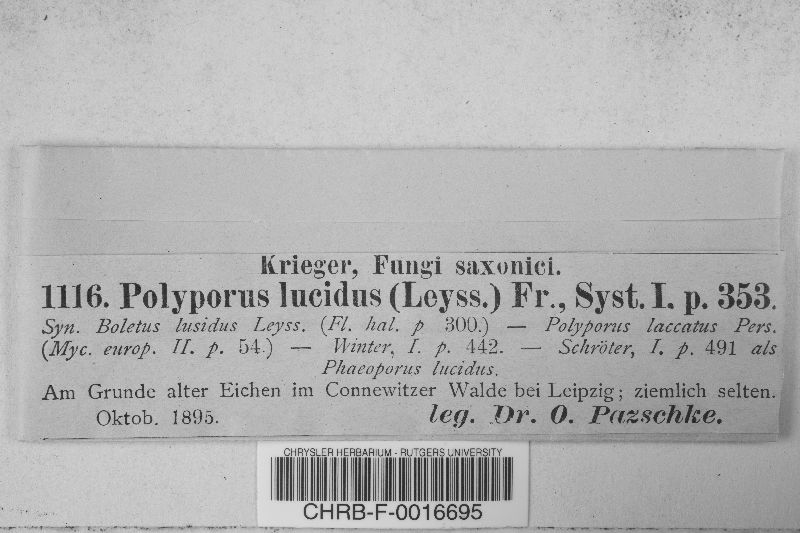 Krieger, Fungi saxonici.
1116. Polyporus lucidus (Leyss.) Fr., Syst. I. p. 353.
Syn. Boletus lusidus Leyss. (Fl. hal. p 300.) — Polyporus laccatus Pers.
(Myc. europ. II. p. 54.) — Winter, I. p. 442. — Schröter, I. p. 491 als
Phaeoporus lucidus.
Am Grunde alter Eichen im Connewitzer Walde bei Leipzig; ziemlich selten.
Oktob. 1895. leg. Dr. O. Pazschke.
CHRYSLER HERBARIUM - RUTGERS UNIVERSITY
CHRB-F-0016695